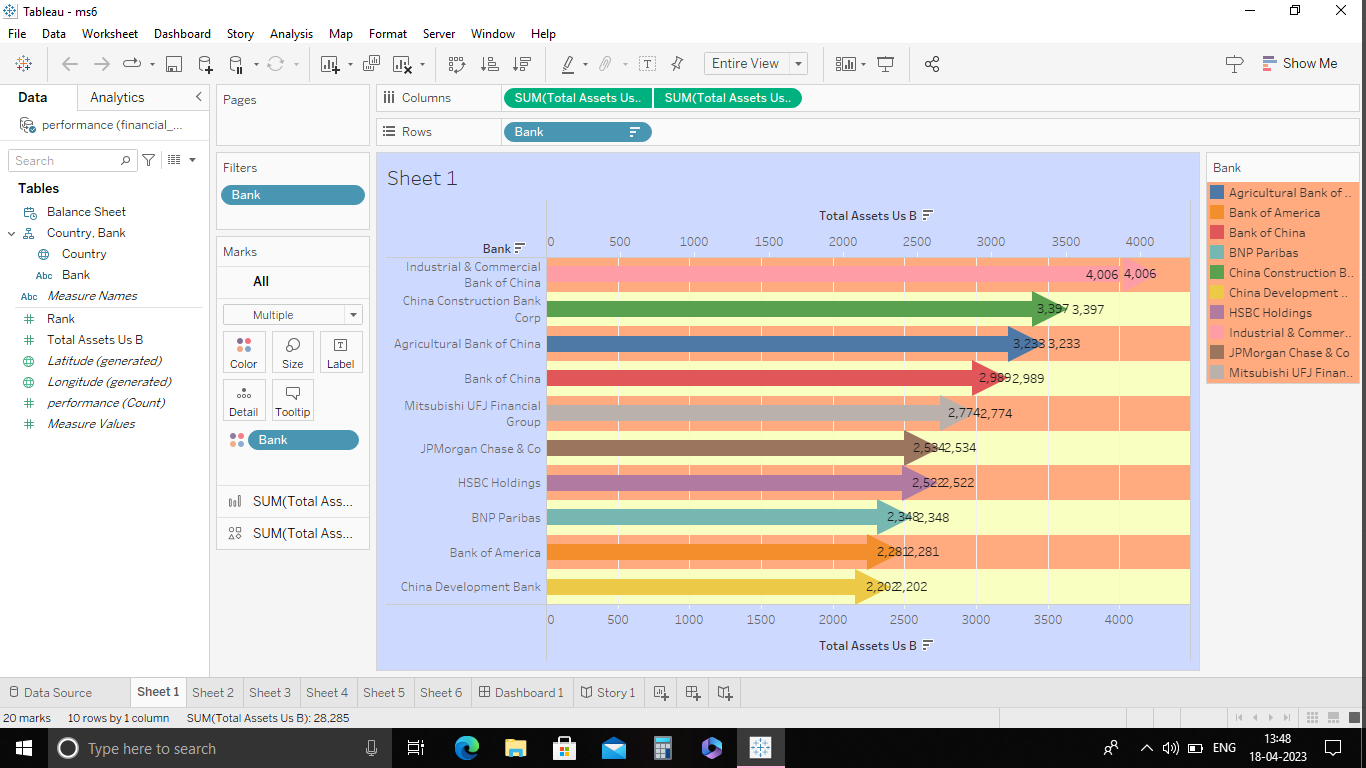 Tableau - ms6
File Data Worksheet Dashboard Story Analysis Map Format Server Window Help
Entire View
Show Me
Data Analytics
performance (financial_...
Search
Tables
Balance Sheet
Country, Bank
Country
Abc Bank
Abc Measure Names
Rank
Total Assets Us B
Latitude (generated)
Longitude (generated)
performance (Count)
Measure Values
Pages
Filters
Bank
Marks
All
Multiple
Color Size Label
Detail Tooltip
Bank
SUM(Total Ass...
SUM(Total Ass...
Columns SUM(Total Assets Us.. SUM(Total Assets Us..
Rows Bank
Sheet 1
Total Assets Us B
Bank 0 500 1000 1500 2000 2500 3000 3500 4000
Industrial & Commercial
Bank of China 4,006 4,006
China Construction Bank
Corp 3,397 3,397
Agricultural Bank of China 3,233 3,233
Bank of China 2,989 2,989
Mitsubishi UFJ Financial
Group 2,774 2,774
JPMorgan Chase & Co 2,534 2,534
HSBC Holdings 2,522 2,522
BNP Paribas 2,348 2,348
Bank of America 2,281 2,281
China Development Bank 2,202 2,202
0 500 1000 1500 2000 2500 3000 3500 4000
Total Assets Us B
Bank
Agricultural Bank of ..
Bank of America
Bank of China
BNP Paribas
China Construction B..
China Development ..
HSBC Holdings
Industrial & Commer..
JPMorgan Chase & Co
Mitsubishi UFJ Finan..
Data Source Sheet 1 Sheet 2 Sheet 3 Sheet 4 Sheet 5 Sheet 6 Dashboard 1 Story 1
20 marks 10 rows by 1 column SUM(Total Assets Us B): 28,285
Type here to search
ENG
13:48
18-04-2023